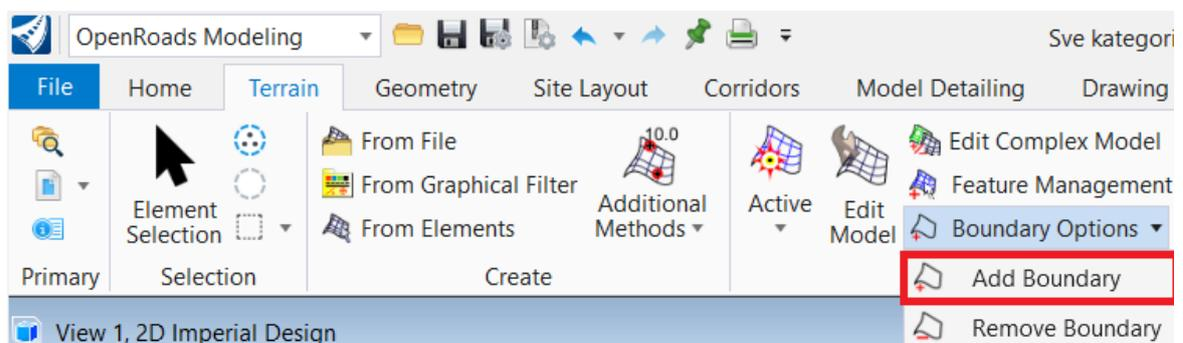 OpenRoads Modeling
Sve kategori
File Home Terrain Geometry Site Layout Corridors Model Detailing Drawing
From File
10.0
Edit Complex Model
From Graphical Filter
Feature Management
Element Selection
Additional Methods
Active
Edit Model
From Elements
Boundary Options
Primary Selection Create
Add Boundary
View 1, 2D Imperial Design
Remove Boundary